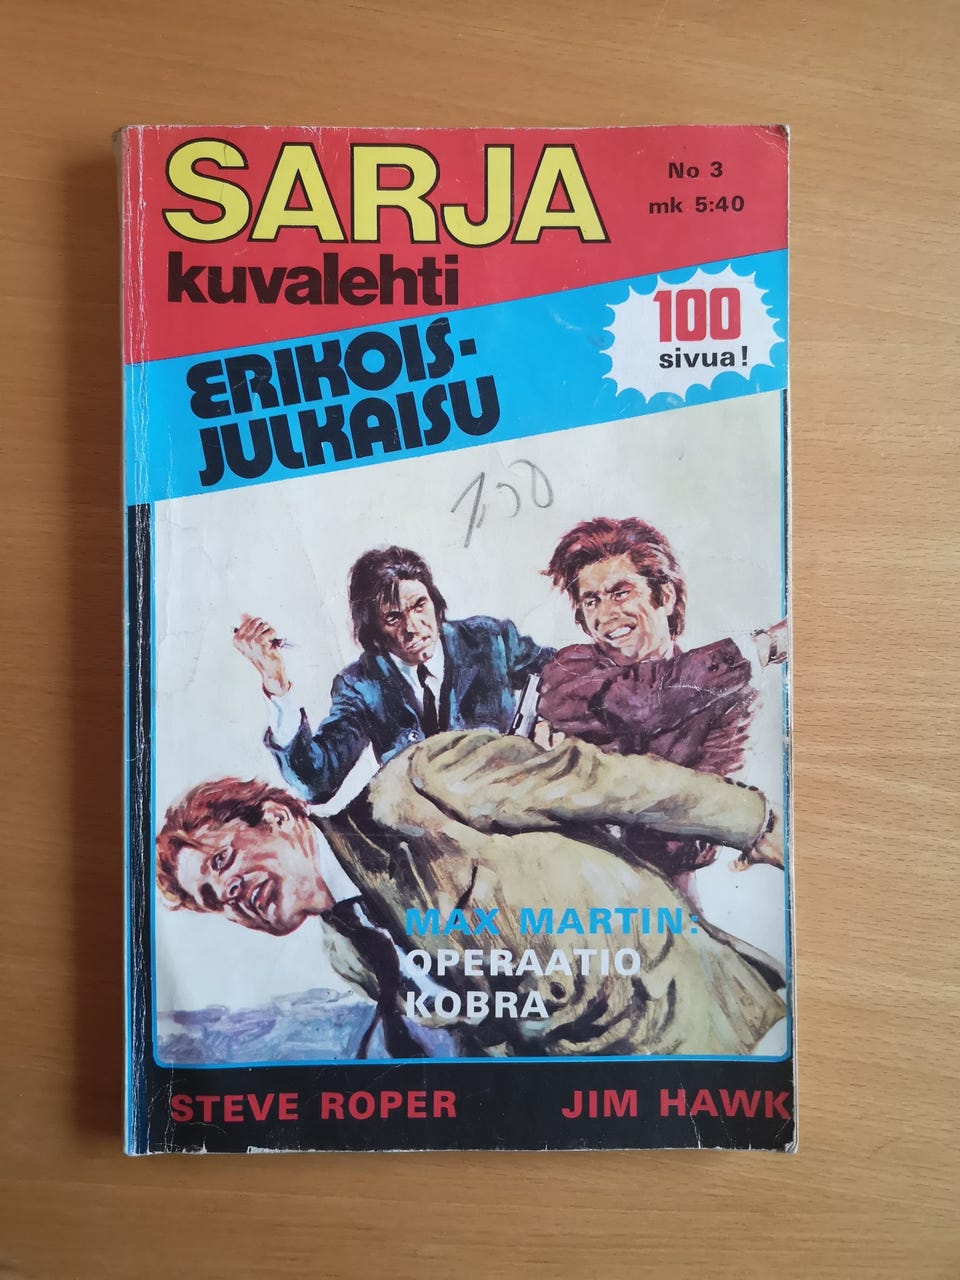 SARJA
kuvalehti
No 3
mk 5:40
ERIKOIS-
JULKAISU
100
sivua!
1,50
MAX MARTIN:
OPERAATIO
KOBRA
STEVE ROPER
JIM HAWK